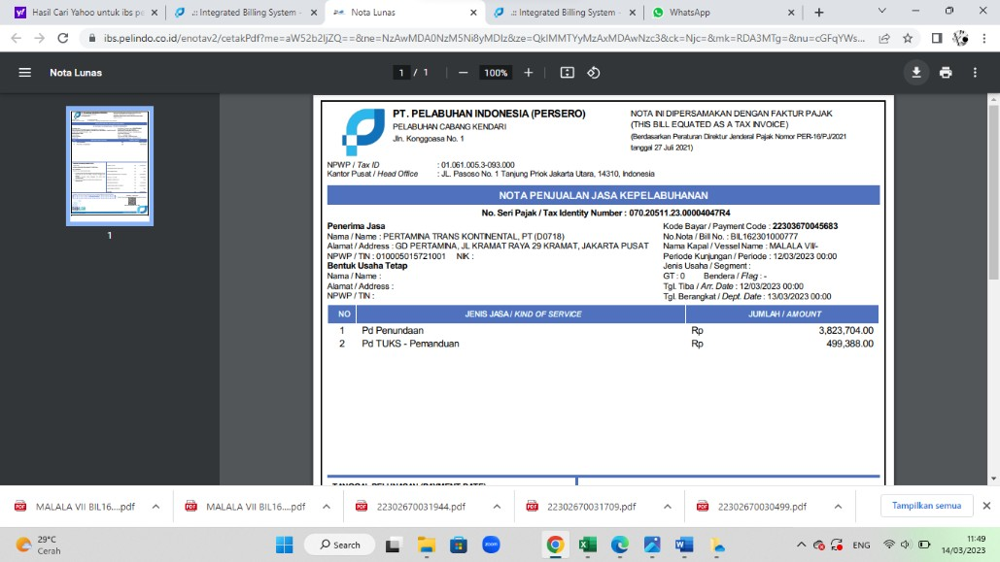 Hasil Cari Yahoo untuk ibs pe
.:: Integrated Billing System -
Nota Lunas
.:: Integrated Billing System -
WhatsApp
ibs.pelindo.co.id/enotav2/cetakPdf?me=aW52b2ljZQ==&ne=NzAwMDA0NzM5Ni8yMDIz&ze=QklMMTYyMzAxMDAwNzc3&ck=Njc=&mk=RDA3MTg=&nu=cGFqYWs...
Nota Lunas
1 / 1
100%
1
PT. PELABUHAN INDONESIA (PERSERO)
PELABUHAN CABANG KENDARI
Jln. Konggoasa No. 1
NOTA INI DIPERSAMAKAN DENGAN FAKTUR PAJAK
(THIS BILL EQUATED AS A TAX INVOICE)
(Berdasarkan Peraturan Direktur Jenderal Pajak Nomor PER-16/PJ/2021
tanggal 27 Juli 2021)
NPWP / Tax ID : 01.061.005.3-093.000
Kantor Pusat / Head Office : JL. Pasoso No. 1 Tanjung Priok Jakarta Utara, 14310, Indonesia
NOTA PENJUALAN JASA KEPELABUHANAN
No. Seri Pajak / Tax Identity Number : 070.20511.23.00004047R4
Penerima Jasa
Nama / Name : PERTAMINA TRANS KONTINENTAL, PT (D0718)
Alamat / Address : GD PERTAMINA, JL KRAMAT RAYA 29 KRAMAT, JAKARTA PUSAT
NPWP / TIN : 010005015721001 NIK :
Bentuk Usaha Tetap
Nama / Name :
Alamat / Address :
NPWP / TIN :
Kode Bayar / Payment Code : 22303670045683
No.Nota / Bill No. : BIL162301000777
Nama Kapal / Vessel Name : MALALA VII/-
Periode Kunjungan / Periode : 12/03/2023 00:00
Jenis Usaha / Segment :
GT : 0 Bendera / Flag : -
Tgl. Tiba / Arr. Date : 12/03/2023 00:00
Tgl. Berangkat / Dept. Date : 13/03/2023 00:00
NO JENIS JASA / KIND OF SERVICE JUMLAH / AMOUNT
1 Pd Penundaan Rp 3,823,704.00
2 Pd TUKS - Pemanduan Rp 499,388.00
TANGGAL PELUNASAN (PAYMENT DATE)
MALALA VII BIL16....pdf
MALALA VII BIL16....pdf
22302670031944.pdf
22302670031709.pdf
22302670030499.pdf
Tampilkan semua
29°C
Cerah
Search
zoom
ENG
11:49
14/03/2023